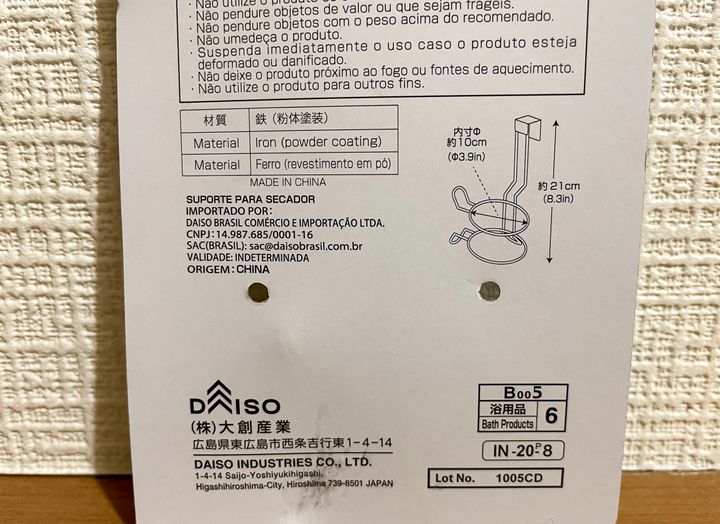 · Não pendure objetos de valor ou que sejam frágeis.
· Não pendure objetos com o peso acima do recomendado.
· Não umedeça o produto.
· Suspenda imediatamente o uso caso o produto esteja
deformado ou danificado.
· Não deixe o produto próximo ao fogo ou fontes de aquecimento.
· Não utilize o produto para outros fins.
材質 鉄(粉体塗装)
Material Iron (powder coating)
Material Ferro (revestimento em pó)
MADE IN CHINA
内寸Φ
約10cm
(Φ3.9in)
約21cm
(8.3in)
SUPORTE PARA SECADOR
IMPORTADO POR:
DAISO BRASIL COMÉRCIO E IMPORTAÇÃO LTDA.
CNPJ:14.987.685/0001-16
SAC(BRASIL): sac@daisobrasil.com.br
VALIDADE: INDETERMINADA
ORIGEM: CHINA
DAISO
(株)大創産業
広島県東広島市西条吉行東1-4-14
DAISO INDUSTRIES CO., LTD.
1-4-14 Saijo-Yoshiyukihigashi,
Higashihiroshima-City, Hiroshima 739-8501 JAPAN
B005
浴用品
Bath Products
6
IN-20-P-8
Lot No. 1005CD